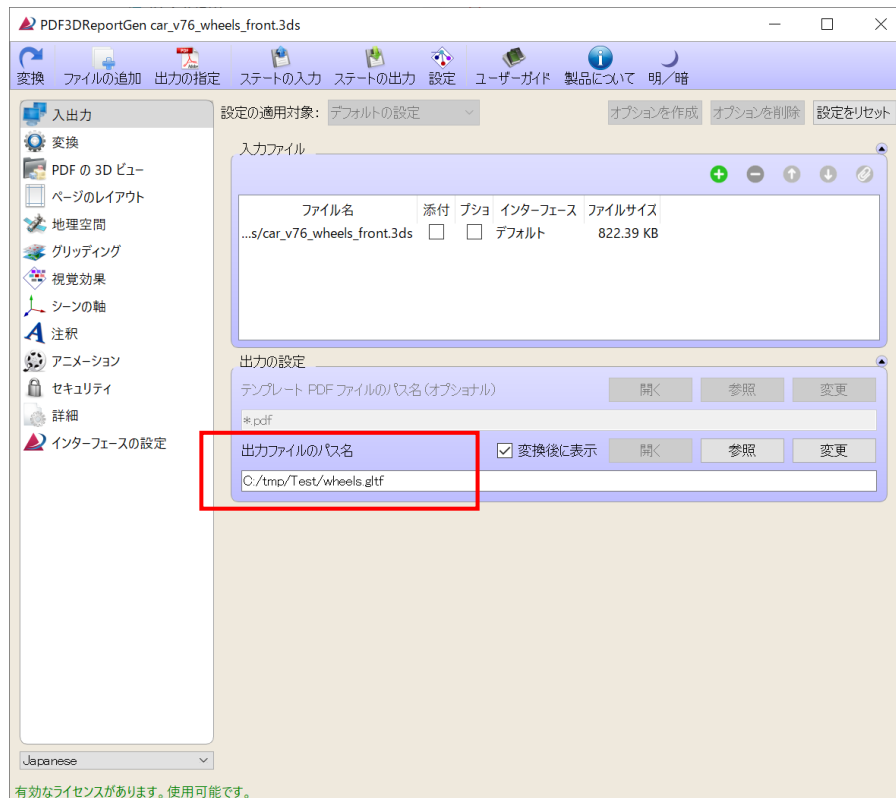 PDF3DReportGen car_v76_wheels_front.3ds
変換 ファイルの追加 出力の指定 ステートの入力 ステートの出力 設定 ユーザーガイド 製品について 明／暗
入出力
変換
PDF の 3D ビュー
ページのレイアウト
地理空間
グリッディング
視覚効果
シーンの軸
注釈
アニメーション
セキュリティ
詳細
インターフェースの設定
Japanese
有効なライセンスがあります。使用可能です。
設定の適用対象: デフォルトの設定 オプションを作成 オプションを削除 設定をリセット
入力ファイル
ファイル名 添付 プショ インターフェース ファイルサイズ
...s/car_v76_wheels_front.3ds デフォルト 822.39 KB
出力の設定
テンプレート PDF ファイルのパス名(オプショナル) 開く 参照 変更
*.pdf
出力ファイルのパス名 変換後に表示 開く 参照 変更
C:/tmp/Test/wheels.gltf